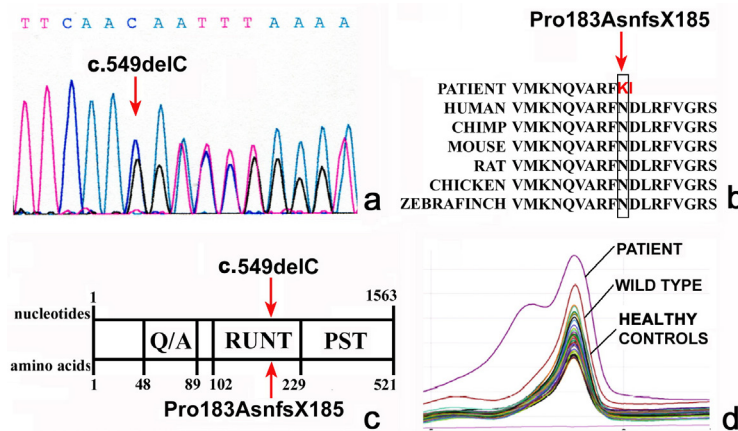 T T C A A C A A T T T A A A A
c.549delC
a
Pro183AsnfsX185
PATIENT VMKNQVARFKI
HUMAN VMKNQVARFNDLRFVGRS
CHIMP VMKNQVARFNDLRFVGRS
MOUSE VMKNQVARFNDLRFVGRS
RAT VMKNQVARFNDLRFVGRS
CHICKEN VMKNQVARFNDLRFVGRS
ZEBRAFINCH VMKNQVARFNDLRFVGRS
b
c.549delC
1 1563
nucleotides
Q/A RUNT PST
amino acids
1 48 89 102 229 521
Pro183AsnfsX185
c
PATIENT
WILD TYPE
HEALTHY
CONTROLS
d